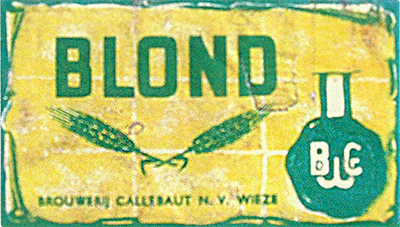 BLOND
BWC
BROUWERIJ CALLEBAUT N. V. WIEZE